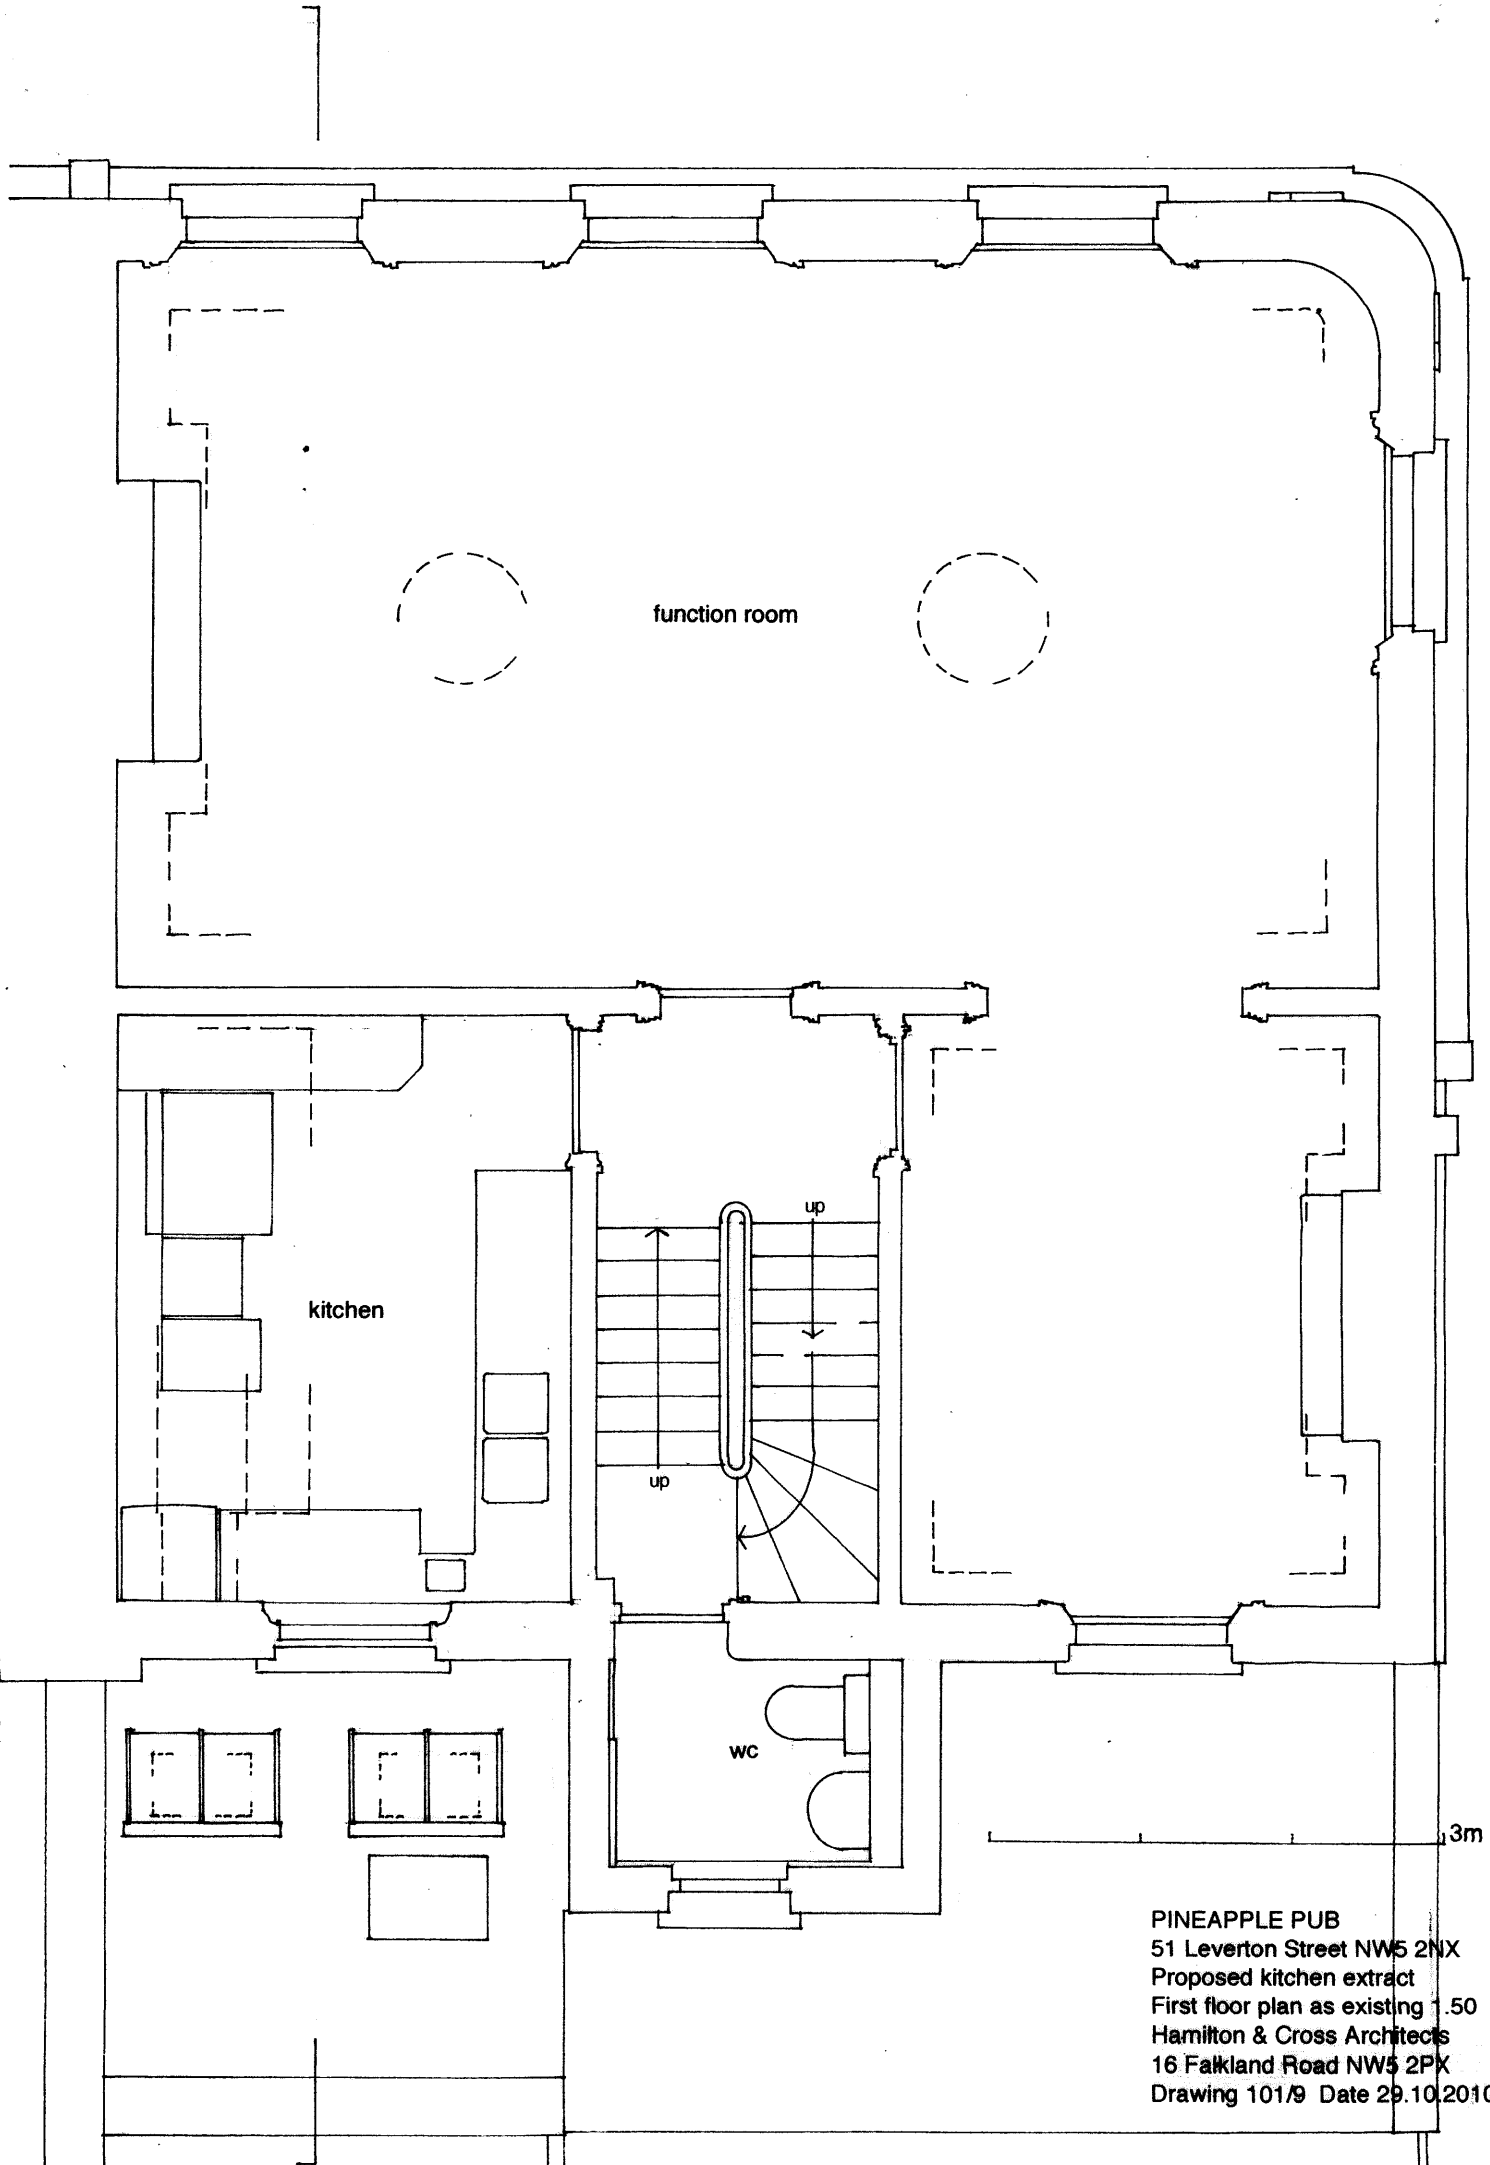 function room
up
kitchen
up
wc
3m
PINEAPPLE PUB
51 Leverton Street NW5 2NX
Proposed kitchen extract
First floor plan as existing 1.50
Hamilton & Cross Architects
16 Falkland Road NW5 2PX
Drawing 101/9 Date 29.10.2010